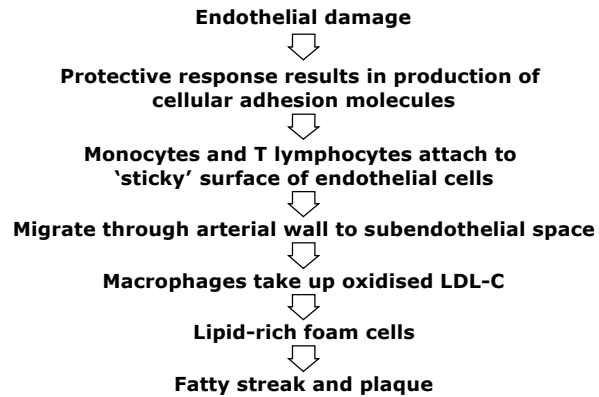 Endothelial damage
Protective response results in production of
cellular adhesion molecules
Monocytes and T lymphocytes attach to
‘sticky’ surface of endothelial cells
Migrate through arterial wall to subendothelial space
Macrophages take up oxidised LDL-C
Lipid-rich foam cells
Fatty streak and plaque